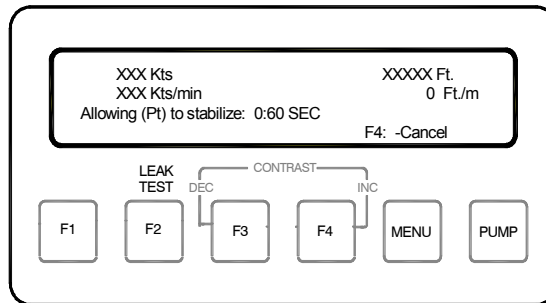 XXX Kts XXXXX Ft.
XXX Kts/min 0 Ft./m
Allowing (Pt) to stabilize: 0:60 SEC
F4: -Cancel
LEAK
TEST
CONTRAST
DEC INC
F1 F2 F3 F4 MENU PUMP